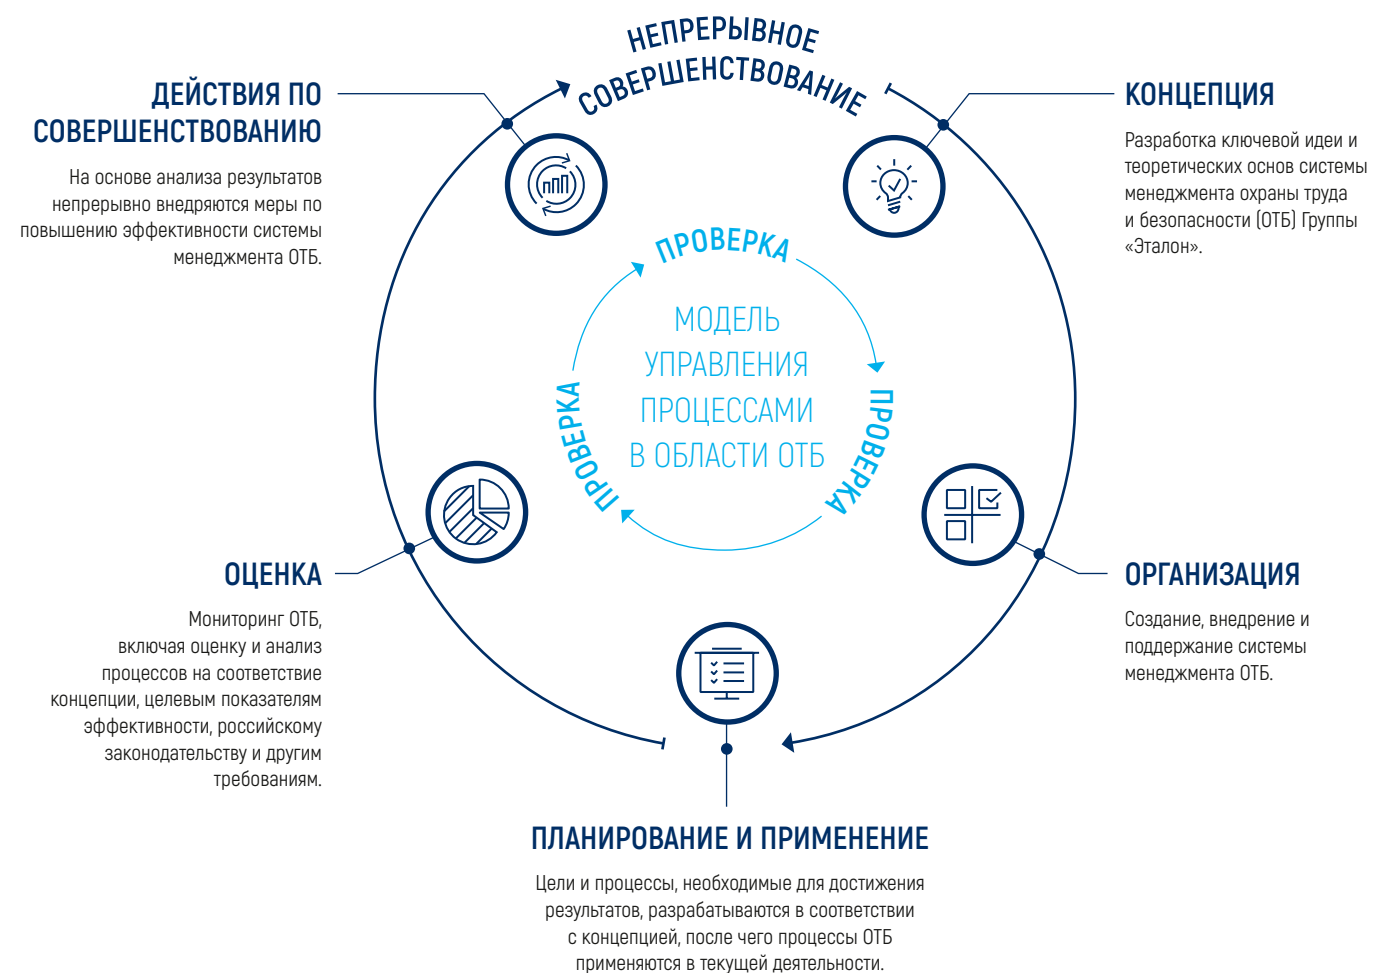 НЕПРЕРЫВНОЕ
СОВЕРШЕНСТВОВАНИЕ
ДЕЙСТВИЯ ПО
СОВЕРШЕНСТВОВАНИЮ
На основе анализа результатов
непрерывно внедряются меры по
повышению эффективности системы
менеджмента ОТБ.
КОНЦЕПЦИЯ
Разработка ключевой идеи и
теоретических основ системы
менеджмента охраны труда
и безопасности (ОТБ) Группы
«Эталон».
ПРОВЕРКА
МОДЕЛЬ
УПРАВЛЕНИЯ
ПРОЦЕССАМИ
В ОБЛАСТИ ОТБ
ПРОВЕРКА
ПРОВЕРКА
ОЦЕНКА
Мониторинг ОТБ,
включая оценку и анализ
процессов на соответствие
концепции, целевым показателям
эффективности, российскому
законодательству и другим
требованиям.
ОРГАНИЗАЦИЯ
Создание, внедрение и
поддержание системы
менеджмента ОТБ.
ПЛАНИРОВАНИЕ И ПРИМЕНЕНИЕ
Цели и процессы, необходимые для достижения
результатов, разрабатываются в соответствии
с концепцией, после чего процессы ОТБ
применяются в текущей деятельности.